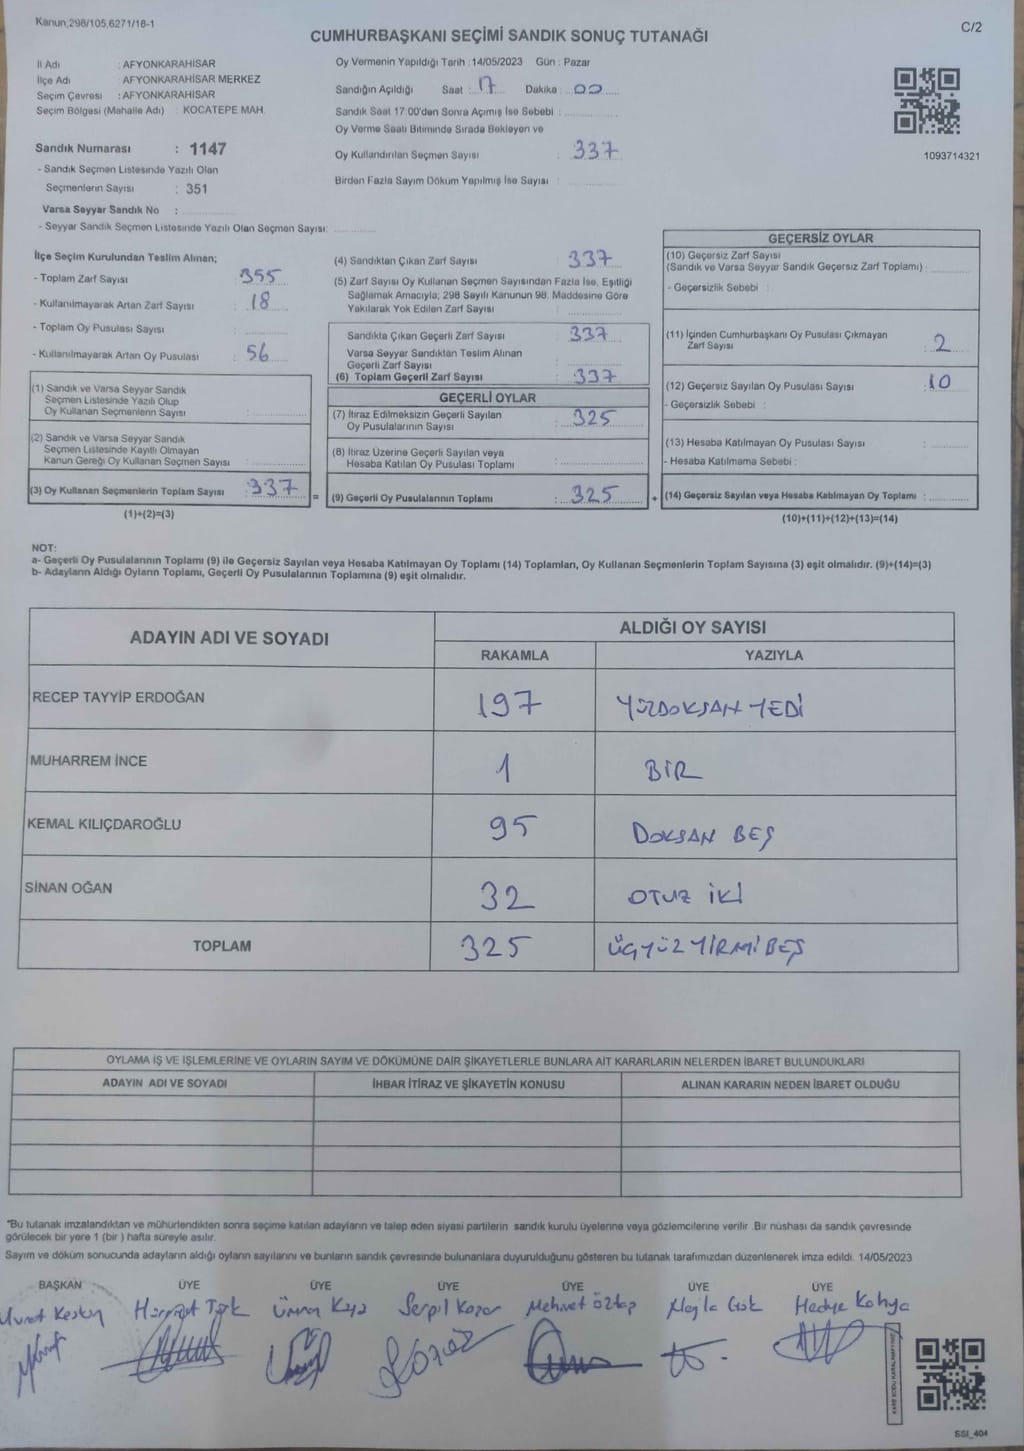 Kanun,298/105,6271/18-1
C/2
CUMHURBAŞKANI SEÇİMİ SANDIK SONUÇ TUTANAĞI
İl Adı : AFYONKARAHİSAR
İlçe Adı : AFYONKARAHİSAR MERKEZ
Seçim Çevresi : AFYONKARAHİSAR
Seçim Bölgesi (Mahalle Adı) : KOCATEPE MAH.
Sandık Numarası : 1147
- Sandık Seçmen Listesinde Yazılı Olan
Seçmenlerin Sayısı : 351
Varsa Seyyar Sandık No :
- Seyyar Sandık Seçmen Listesinde Yazılı Olan Seçmen Sayısı:
Oy Vermenin Yapıldığı Tarih : 14/05/2023 Gün : Pazar
Sandığın Açıldığı Saat : 17 Dakika : 00
Sandık Saat 17:00'den Sonra Açımış İse Sebebi :
Oy Verme Saati Bitiminde Sırada Bekleyen ve
Oy Kullandırılan Seçmen Sayısı : 337
Birden Fazla Sayım Döküm Yapılmış İse Sayısı :
1093714321
İlçe Seçim Kurulundan Teslim Alınan;
- Toplam Zarf Sayısı : 355
- Kullanılmayarak Artan Zarf Sayısı : 18
- Toplam Oy Pusulası Sayısı :
- Kullanılmayarak Artan Oy Pusulası : 56
(1) Sandık ve Varsa Seyyar Sandık
Seçmen Listesinde Yazılı Olup
Oy Kullanan Seçmenlerin Sayısı :
(2) Sandık ve Varsa Seyyar Sandık
Seçmen Listesinde Kayıtlı Olmayan
Kanun Gereği Oy Kullanan Seçmen Sayısı :
(3) Oy Kullanan Seçmenlerin Toplam Sayısı : 337 =
(1)+(2)=(3)
(4) Sandıktan Çıkan Zarf Sayısı : 337
(5) Zarf Sayısı Oy Kullanan Seçmen Sayısından Fazla İse, Eşitliği
Sağlamak Amacıyla; 298 Sayılı Kanunun 98. Maddesine Göre
Yakılarak Yok Edilen Zarf Sayısı :
Sandıkta Çıkan Geçerli Zarf Sayısı : 337
Varsa Seyyar Sandıktan Teslim Alınan
Geçerli Zarf Sayısı :
(6) Toplam Geçerli Zarf Sayısı : 337
GEÇERLİ OYLAR
(7) İtiraz Edilmeksizin Geçerli Sayılan
Oy Pusulalarının Sayısı : 325
(8) İtiraz Üzerine Geçerli Sayılan veya
Hesaba Katılan Oy Pusulası Toplamı :
(9) Geçerli Oy Pusulalarının Toplamı : 325 +
GEÇERSİZ OYLAR
(10) Geçersiz Zarf Sayısı
(Sandık ve Varsa Seyyar Sandık Geçersiz Zarf Toplamı) :
- Geçersizlik Sebebi :
(11) İçinden Cumhurbaşkanı Oy Pusulası Çıkmayan
Zarf Sayısı : 2
(12) Geçersiz Sayılan Oy Pusulası Sayısı : 10
- Geçersizlik Sebebi :
(13) Hesaba Katılmayan Oy Pusulası Sayısı :
- Hesaba Katılmama Sebebi :
(14) Geçersiz Sayılan veya Hesaba Katılmayan Oy Toplamı :
(10)+(11)+(12)+(13)=(14)
NOT:
a- Geçerli Oy Pusulalarının Toplamı (9) ile Geçersiz Sayılan veya Hesaba Katılmayan Oy Toplamı (14) Toplamları, Oy Kullanan Seçmenlerin Toplam Sayısına (3) eşit olmalıdır. (9)+(14)=(3)
b- Adayların Aldığı Oyların Toplamı, Geçerli Oy Pusulalarının Toplamına (9) eşit olmalıdır.
ADAYIN ADI VE SOYADI ALDIĞI OY SAYISI
RAKAMLA YAZIYLA
RECEP TAYYİP ERDOĞAN 197 YÜZDOKSAN YEDİ
MUHARREM İNCE 1 BİR
KEMAL KILIÇDAROĞLU 95 DOKSAN BEŞ
SİNAN OĞAN 32 OTUZ İKİ
TOPLAM 325 ÜÇYÜZYİRMİBEŞ
OYLAMA İŞ VE İŞLEMLERİNE VE OYLARIN SAYIM VE DÖKÜMÜNE DAİR ŞİKAYETLERLE BUNLARA AİT KARARLARIN NELERDEN İBARET BULUNDUKLARI
ADAYIN ADI VE SOYADI İHBAR İTİRAZ VE ŞİKAYETİN KONUSU ALINAN KARARIN NEDEN İBARET OLDUĞU
"Bu tutanak imzalandıktan ve mühürlendikten sonra seçime katılan adayların ve talep eden siyasi partilerin sandık kurulu üyelerine veya gözlemcilerine verilir .Bir nüshası da sandık çevresinde
görülecek bir yere 1 (bir ) hafta süreyle asılır.
Sayım ve döküm sonucunda adayların aldığı oyların sayılarını ve bunların sandık çevresinde bulunanlara duyurulduğunu gösteren bu tutanak tarafımızdan düzenlenerek imza edildi. 14/05/2023
BAŞKAN ÜYE ÜYE ÜYE ÜYE ÜYE ÜYE
Murat Keskin Ümran Kaya Serpil Kozar Mehmet Öztap Hediye Kahya
SSI_404